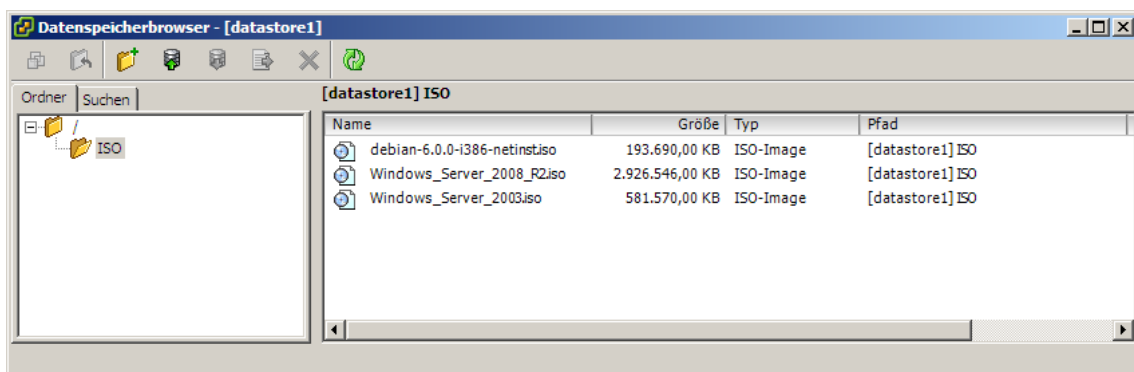 Datenspeicherbrowser - [datastore1]
Ordner Suchen
[datastore1] ISO
/
ISO
Name Größe Typ Pfad
debian-6.0.0-i386-netinst.iso 193.690,00 KB ISO-Image [datastore1] ISO
Windows_Server_2008_R2.iso 2.926.546,00 KB ISO-Image [datastore1] ISO
Windows_Server_2003.iso 581.570,00 KB ISO-Image [datastore1] ISO